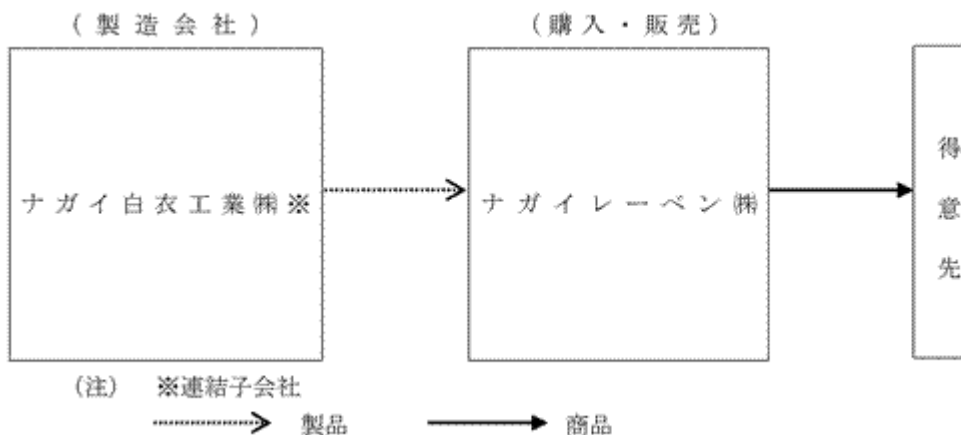 (製造会社)
(購入・販売)
ナガイ白衣工業㈱※
ナガイレーベン㈱
得意先
(注) ※連結子会社
製品 商品